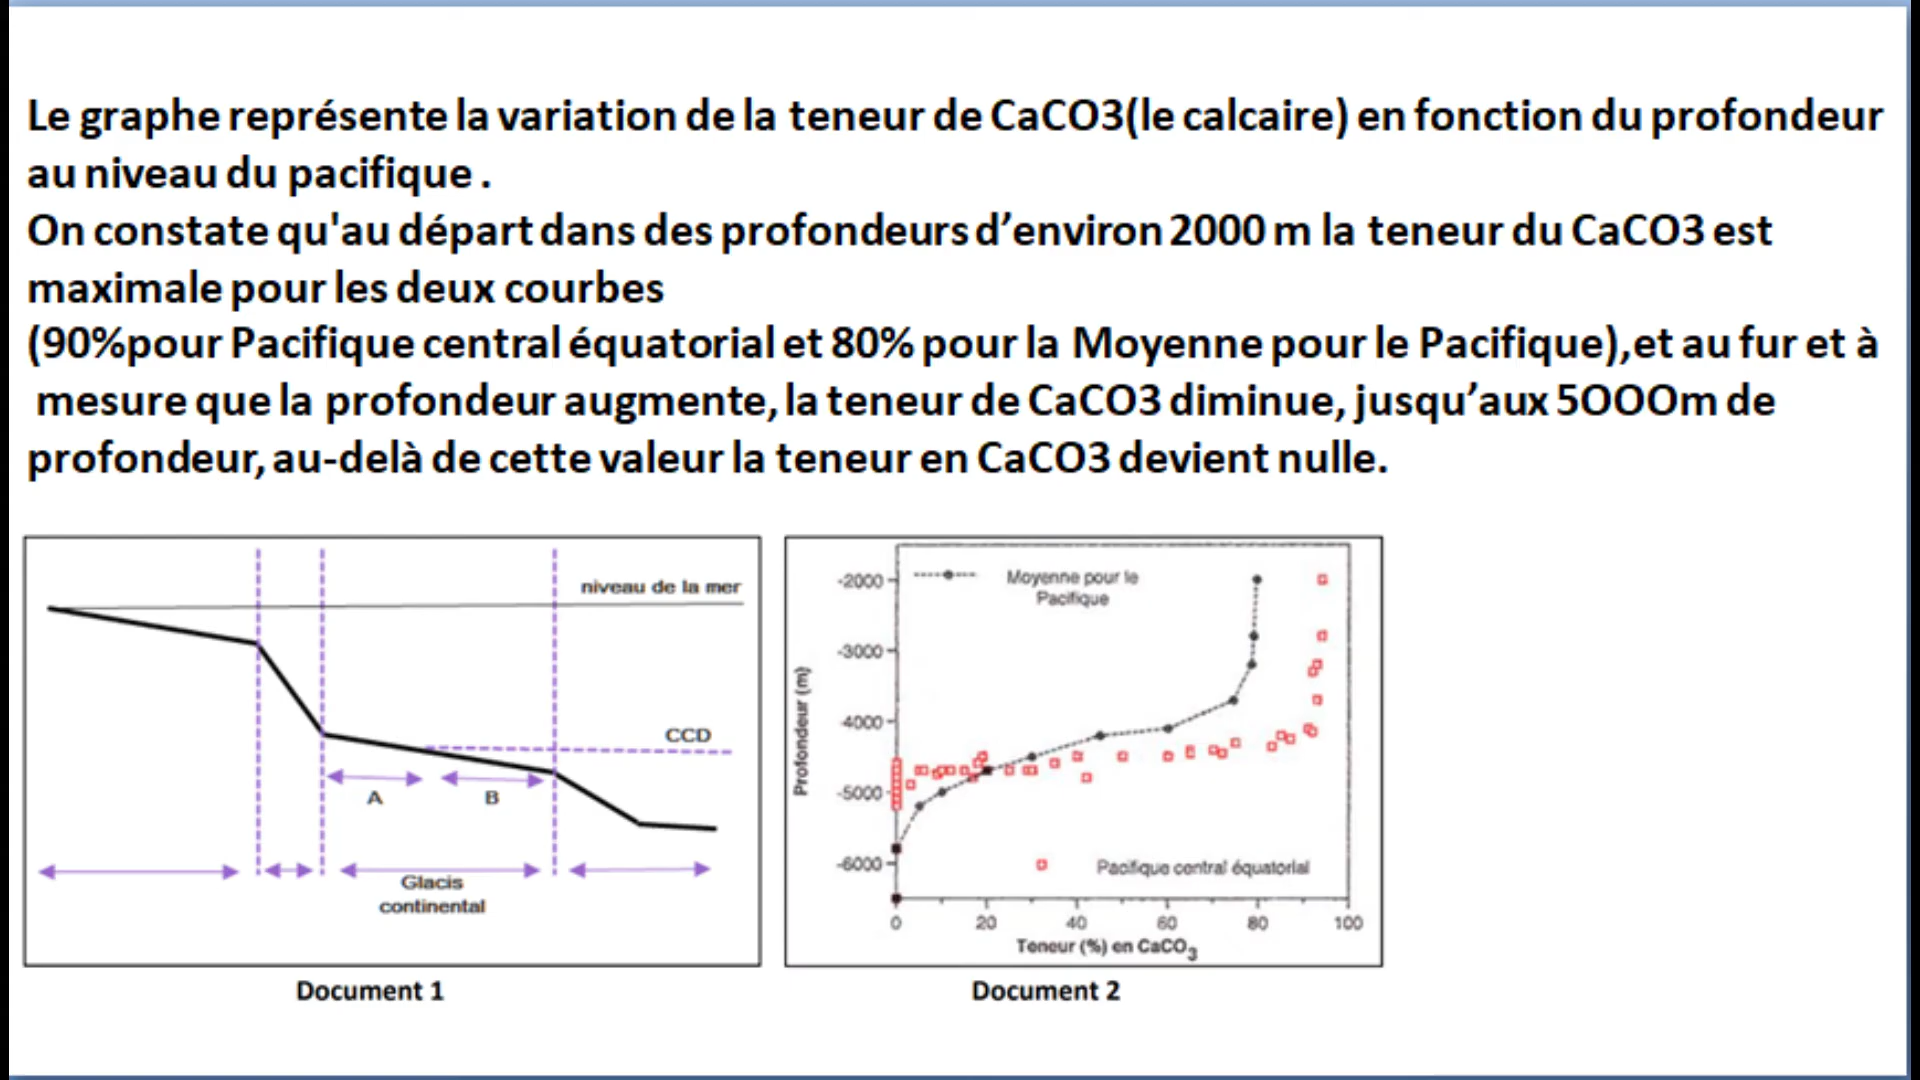 Le graphe représente la variation de la teneur de CaCO3(le calcaire) en fonction du profondeur
au niveau du pacifique .
On constate qu'au départ dans des profondeurs d’environ 2000 m la teneur du CaCO3 est
maximale pour les deux courbes
(90%pour Pacifique central équatorial et 80% pour la Moyenne pour le Pacifique),et au fur et à
mesure que la profondeur augmente, la teneur de CaCO3 diminue, jusqu’aux 5OOOm de
profondeur, au-delà de cette valeur la teneur en CaCO3 devient nulle.
niveau de la mer
CCD
A
B
Glacis
continental
Document 1
Moyenne pour le
Pacifique
-2000
-3000
-4000
-5000
-6000
Profondeur (m)
Pacifique central équatorial
0 20 40 60 80 100
Teneur (%) en CaCO3
Document 2